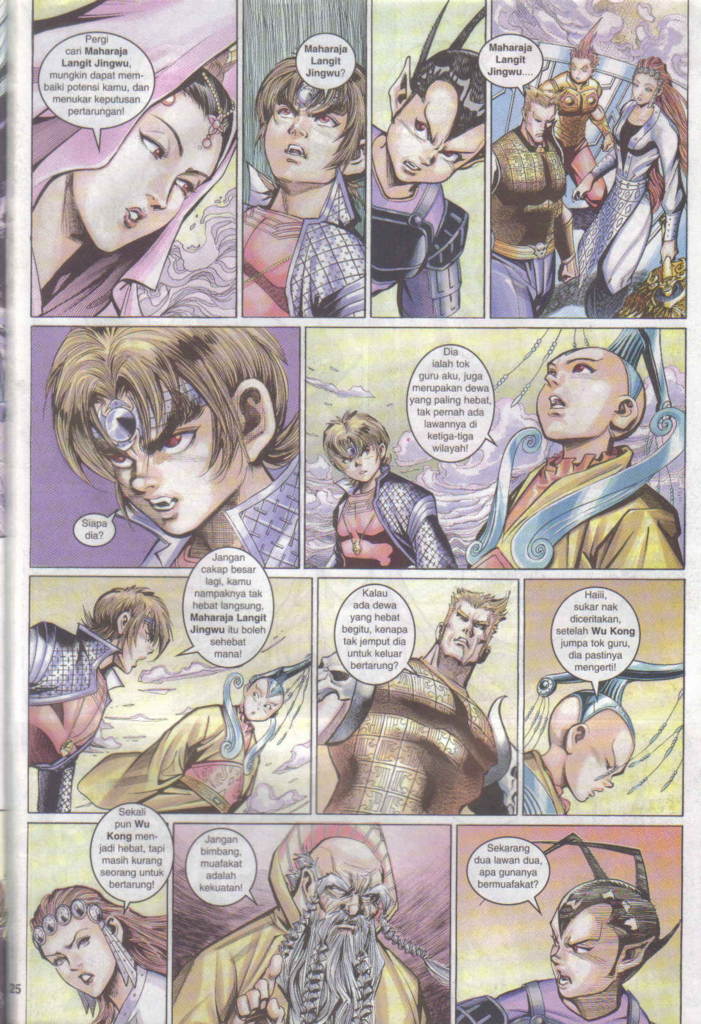 Pergi
cari Maharaja
Langit Jingwu,
mungkin dapat mem-
baiki potensi kamu, dan
menukar keputusan
pertarungan!
Maharaja
Langit
Jingwu?
Maharaja
Langit
Jingwu....
Siapa
dia?
Dia
ialah tok
guru aku, juga
merupakan dewa
yang paling hebat,
tak pernah ada
lawannya di
ketiga-tiga
wilayah!
Jangan
cakap besar
lagi, kamu
nampaknya tak
hebat langsung,
Maharaja Langit
Jingwu itu boleh
sehebat
mana!
Kalau
ada dewa
yang hebat
begitu, kenapa
tak jemput dia
untuk keluar
bertarung?
Haiii,
sukar nak
diceritakan,
setelah Wu Kong
jumpa tok guru,
dia pastinya
mengerti!
Sekali
pun Wu
Kong men-
jadi hebat, tapi
masih kurang
seorang untuk
bertarung!
Jangan
bimbang,
muafakat
adalah
kekuatan!
Sekarang
dua lawan dua,
apa gunanya
bermuafakat?
25